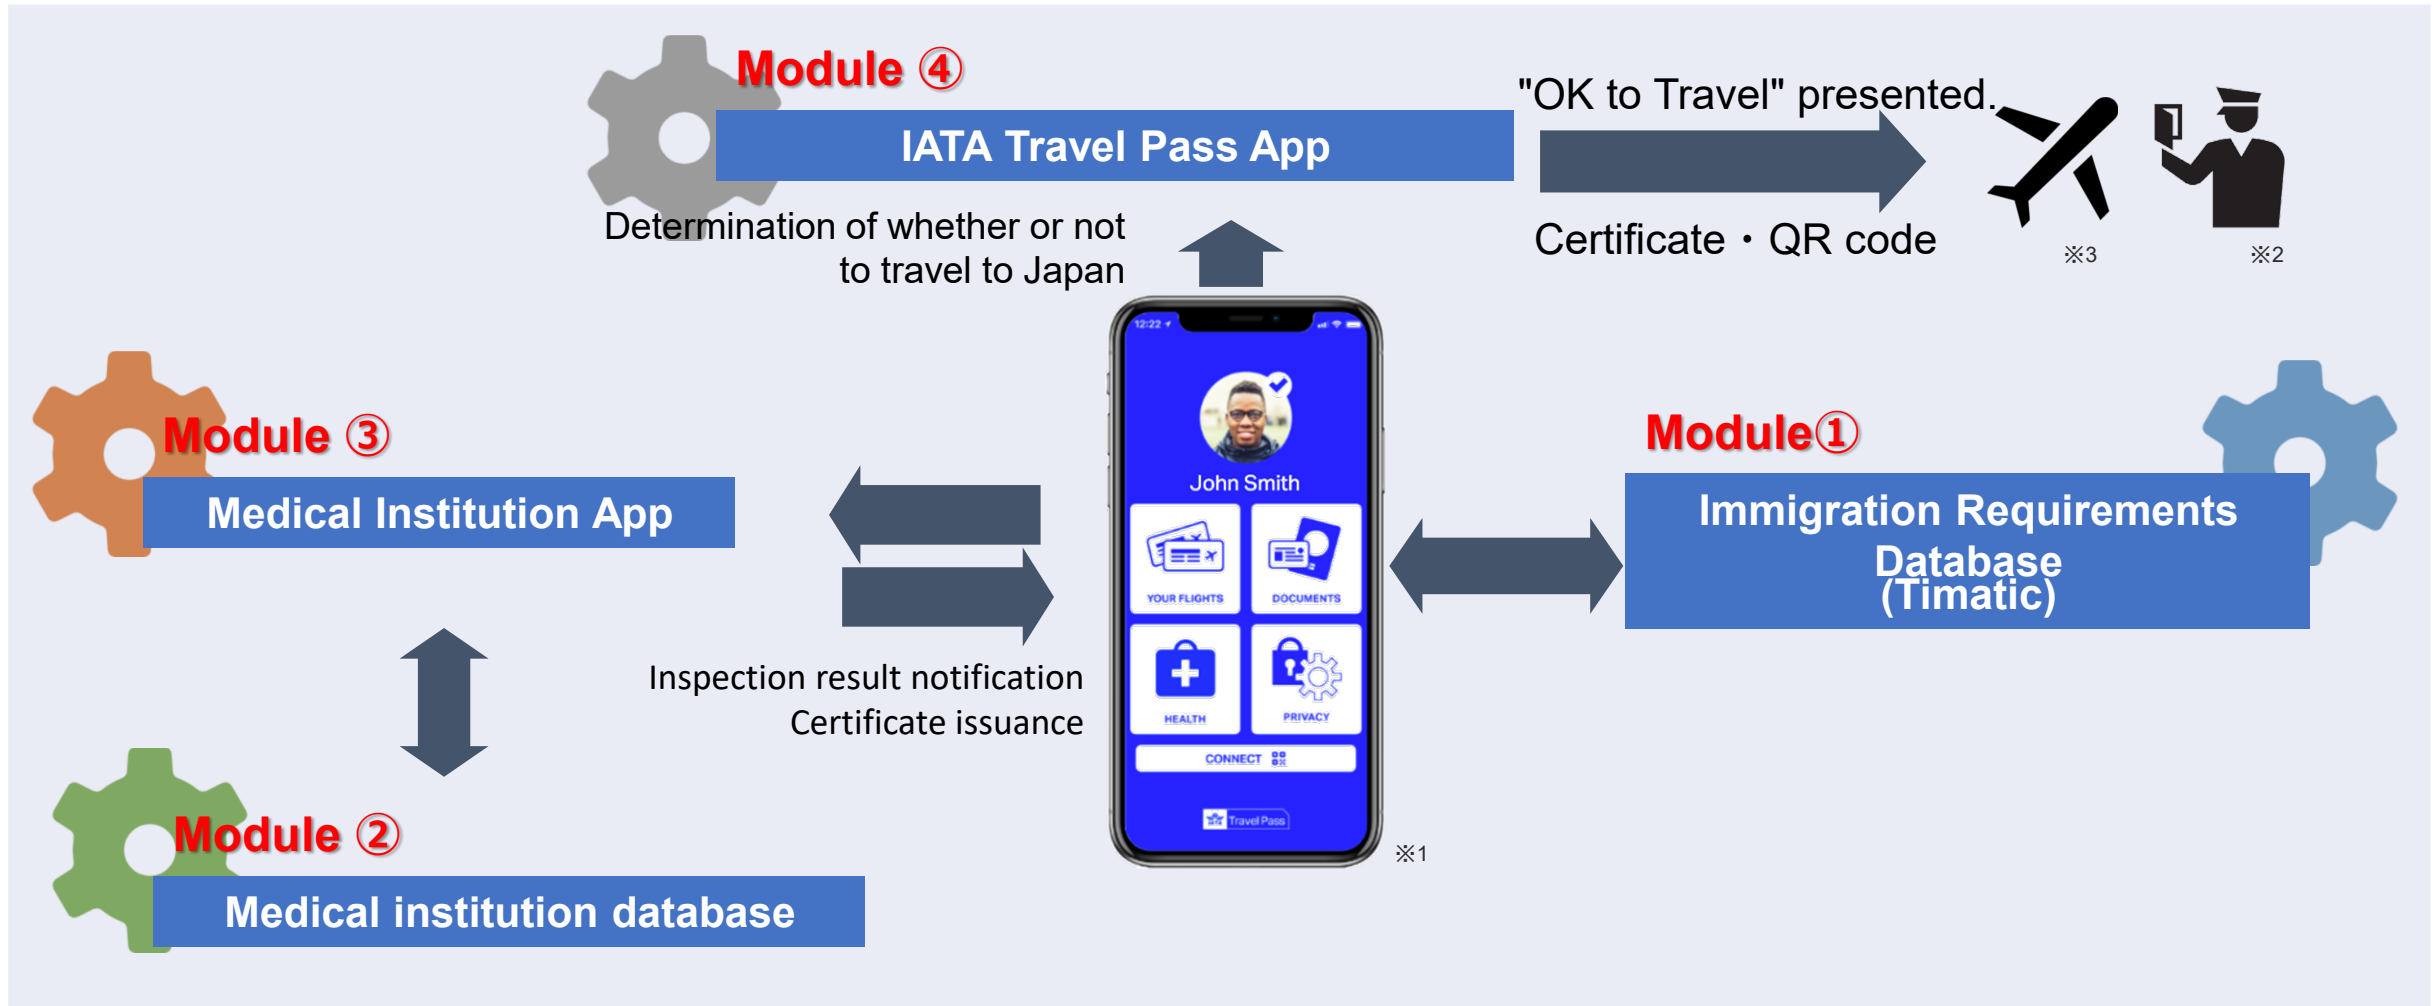 Module ④
IATA Travel Pass App
"OK to Travel" presented.
Certificate・QR code
※3
※2
Determination of whether or not
to travel to Japan
12:22
John Smith
YOUR FLIGHTS
DOCUMENTS
HEALTH
PRIVACY
CONNECT
IATA Travel Pass
※1
Module ③
Medical Institution App
Inspection result notification
Certificate issuance
Module①
Immigration Requirements
Database
(Timatic)
Module ②
Medical institution database